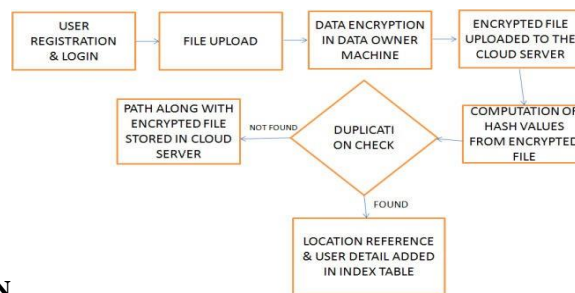 USER
REGISTRATION
& LOGIN
FILE UPLOAD
DATA ENCRYPTION
IN DATA OWNER
MACHINE
ENCRYPTED FILE
UPLOADED TO THE
CLOUD SERVER
COMPUTATION OF
HASH VALUES
FROM ENCRYPTED
FILE
DUPLICATI
ON CHECK
NOT FOUND
PATH ALONG WITH
ENCRYPTED FILE
STORED IN CLOUD
SERVER
FOUND
LOCATION REFERENCE
& USER DETAIL ADDED
IN INDEX TABLE
N